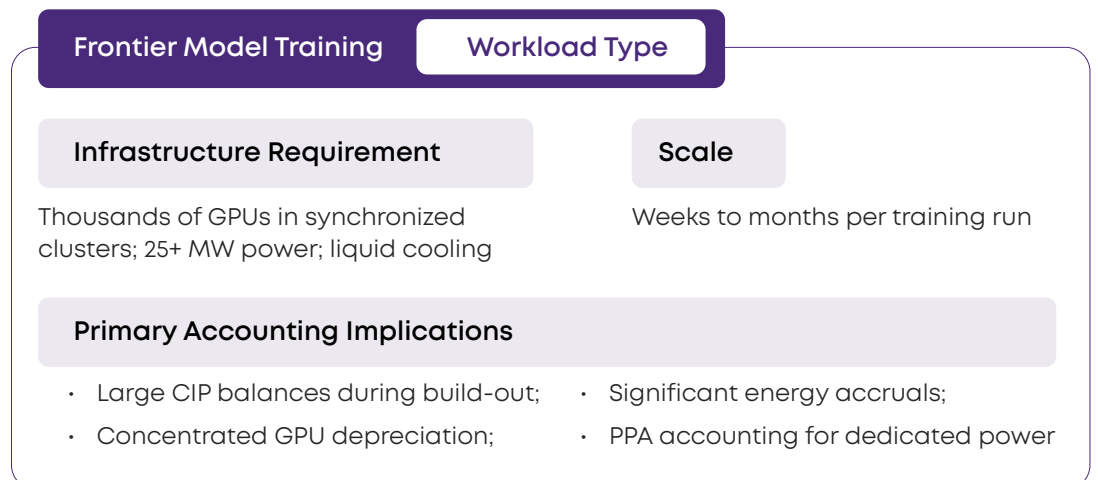 Frontier Model Training
Workload Type
Infrastructure Requirement
Thousands of GPUs in synchronized
clusters; 25+ MW power; liquid cooling
Scale
Weeks to months per training run
Primary Accounting Implications
• Large CIP balances during build-out;
• Concentrated GPU depreciation;
• Significant energy accruals;
• PPA accounting for dedicated power